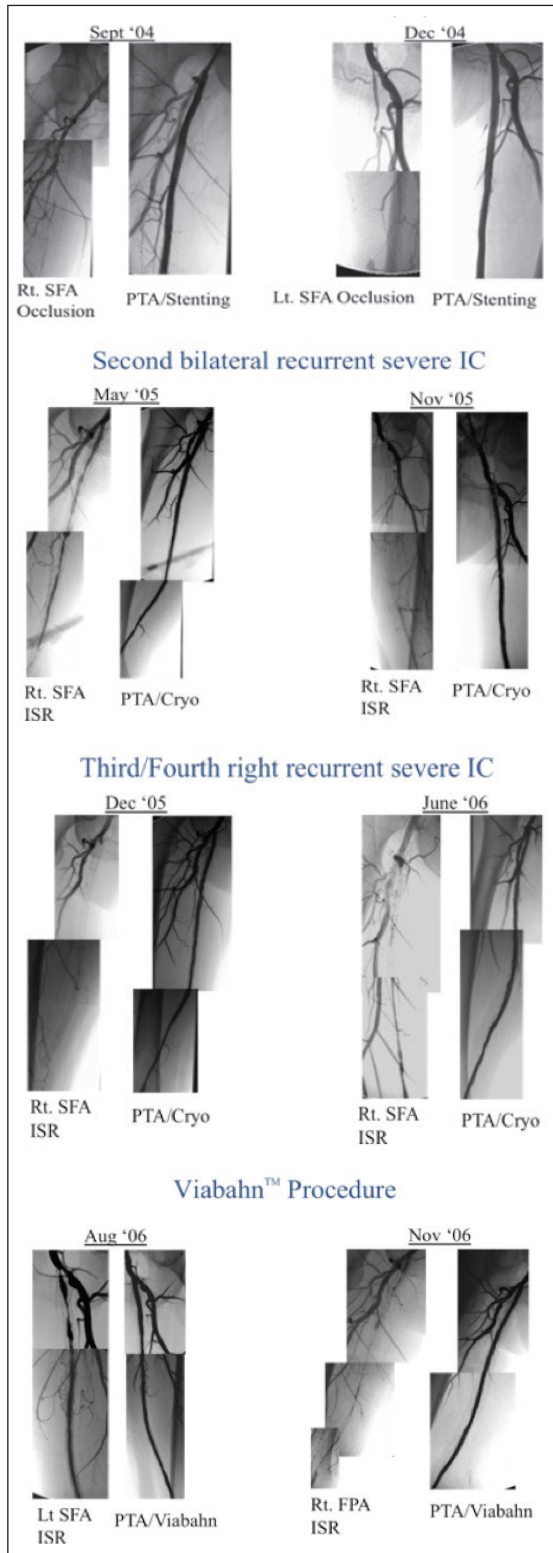 Sept ‘04
Dec ‘04
Rt. SFA
Occlusion
PTA/Stenting
Lt. SFA Occlusion
PTA/Stenting
Second bilateral recurrent severe IC
May ‘05
Nov ‘05
Rt. SFA
ISR
PTA/Cryo
Rt. SFA
ISR
PTA/Cryo
Third/Fourth right recurrent severe IC
Dec ‘05
June ‘06
Rt. SFA
ISR
PTA/Cryo
Rt. SFA
ISR
PTA/Cryo
Viabahn™ Procedure
Aug ‘06
Nov ‘06
Lt SFA
ISR
PTA/Viabahn
Rt. FPA
ISR
PTA/Viabahn